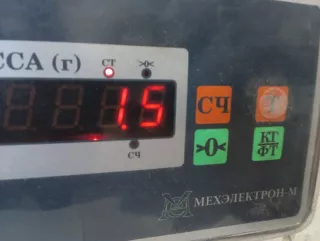 ССА (г)
СТ >0<
1.5
СЧ
СЧ
>0<
КТ
ФТ
МЕХЭЛЕКТРОН-М